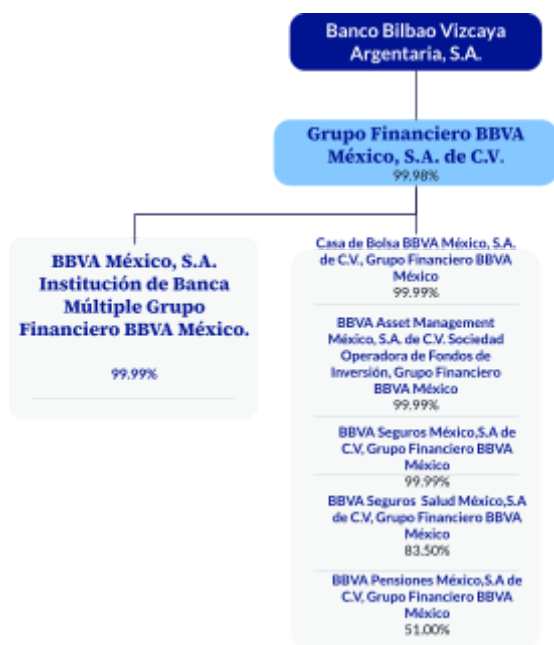 Banco Bilbao Vizcaya
Argentaria, S.A.
Grupo Financiero BBVA
México, S.A. de C.V.
99.98%
BBVA México, S.A.
Institución de Banca
Múltiple Grupo
Financiero BBVA México.
99.99%
Casa de Bolsa BBVA México, S.A.
de C.V., Grupo Financiero BBVA
México
99.99%
BBVA Asset Management
México, S.A. de C.V. Sociedad
Operadora de Fondos de
Inversión, Grupo Financiero
BBVA México
99.99%
BBVA Seguros México,S.A de
C.V, Grupo Financiero BBVA
México
99.99%
BBVA Seguros Salud México,S.A
de C.V, Grupo Financiero BBVA
México
83.50%
BBVA Pensiones México,S.A de
C.V, Grupo Financiero BBVA
México
51.00%